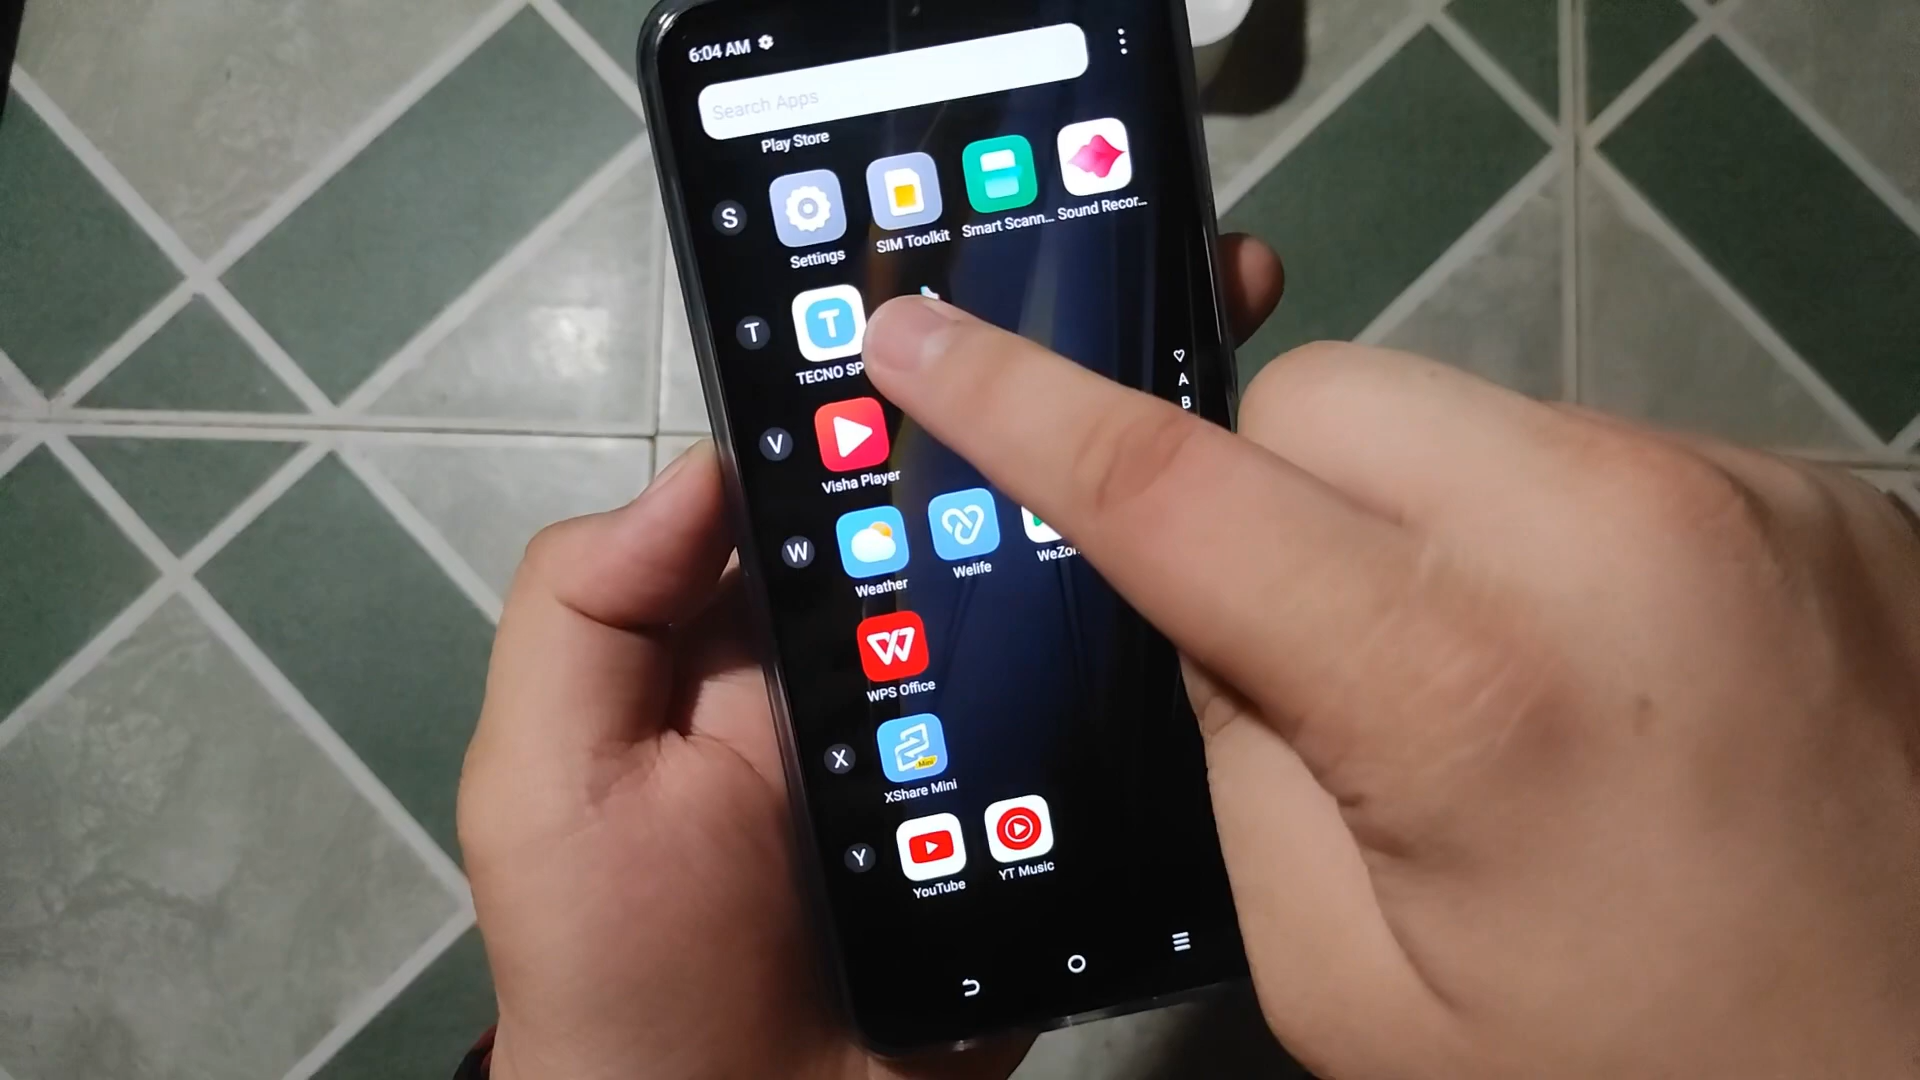 6:04 AM
Search Apps
Play Store
S
Settings
SIM Toolkit
Smart Scann...
Sound Recor...
T
T
TECNO SP
♡
A
B
V
Visha Player
W
Weather
Welife
WPS Office
X
Mini
XShare Mini
Y
YouTube
YT Music